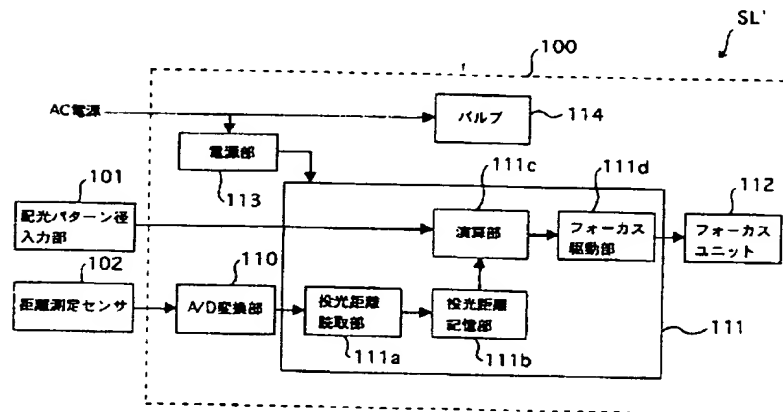 SL'
100
AC電源
バルブ
114
電源部
113
111c
111d
112
101
配光パターン径
入力部
演算部
フォーカス
駆動部
フォーカス
ユニット
102
110
距離測定センサ
A/D変換部
投光距離
読取部
投光距離
記憶部
111
111a
111b